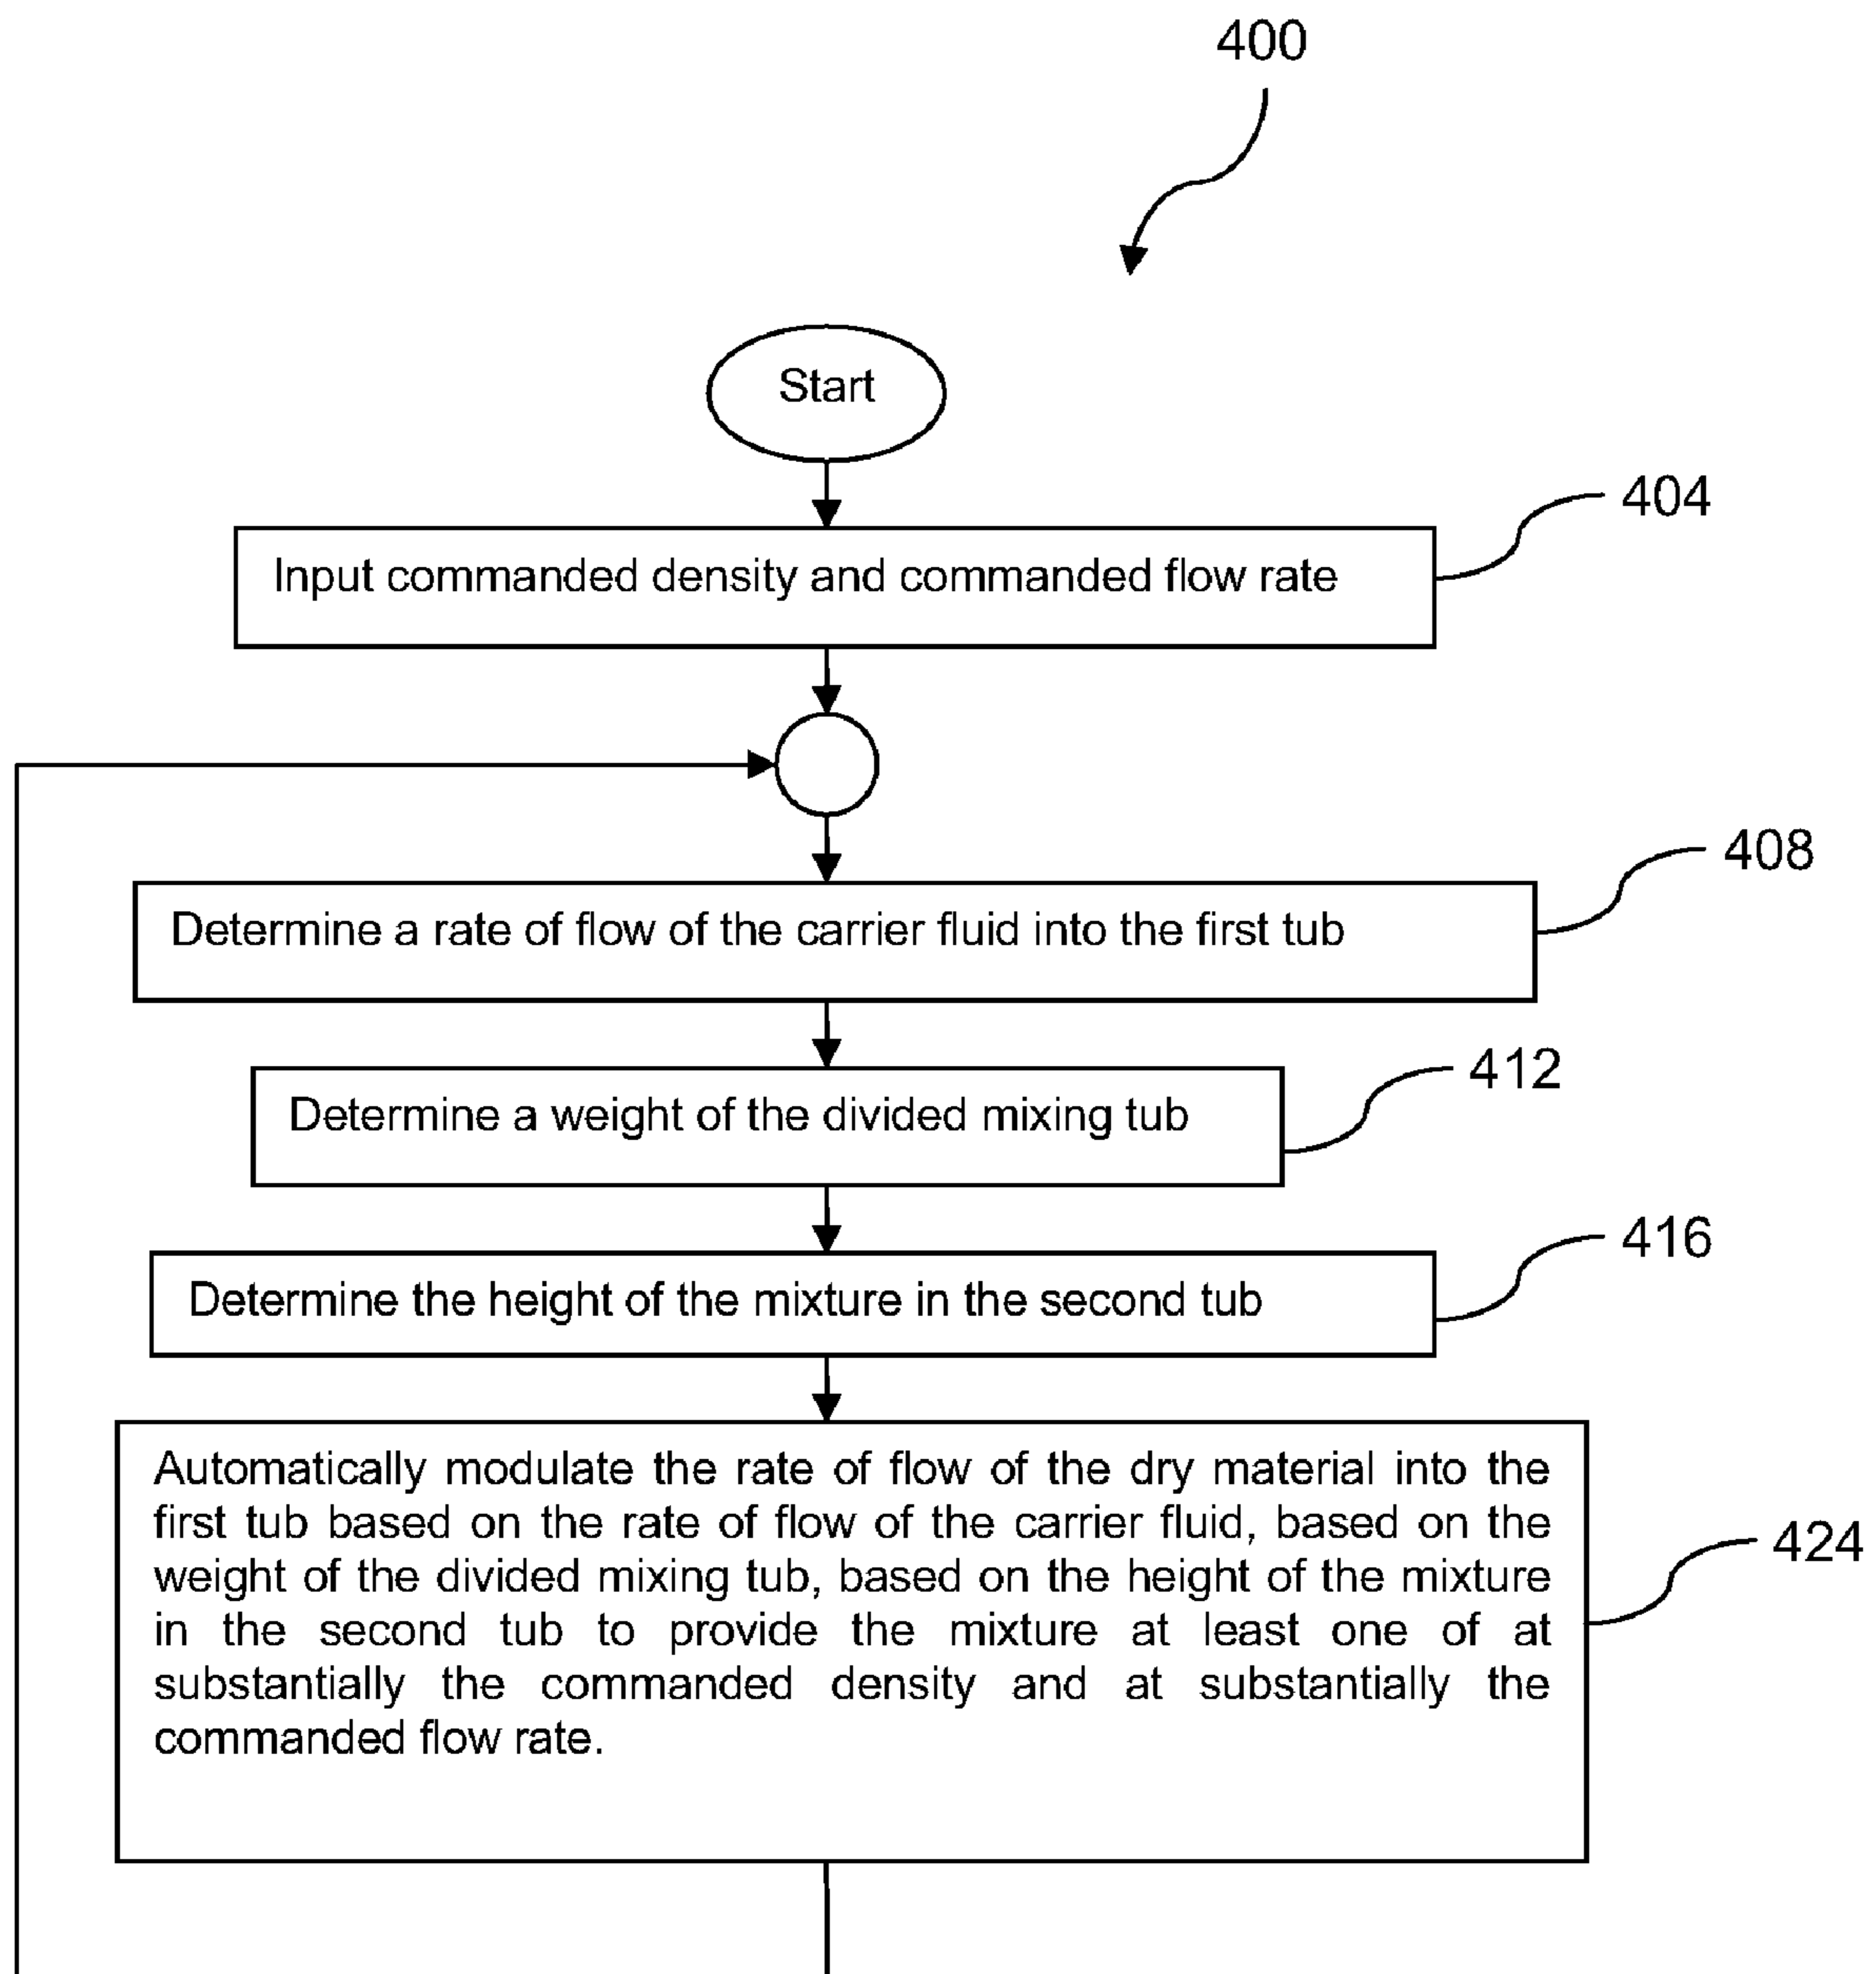 400
Start
404
Input commanded density and commanded flow rate
408
Determine a rate of flow of the carrier fluid into the first tub
412
Determine a weight of the divided mixing tub
416
Determine the height of the mixture in the second tub
Automatically modulate the rate of flow of the dry material into the
first tub based on the rate of flow of the carrier fluid, based on the
weight of the divided mixing tub, based on the height of the mixture
in the second tub to provide the mixture at least one of at
substantially the commanded density and at substantially the
commanded flow rate.
424